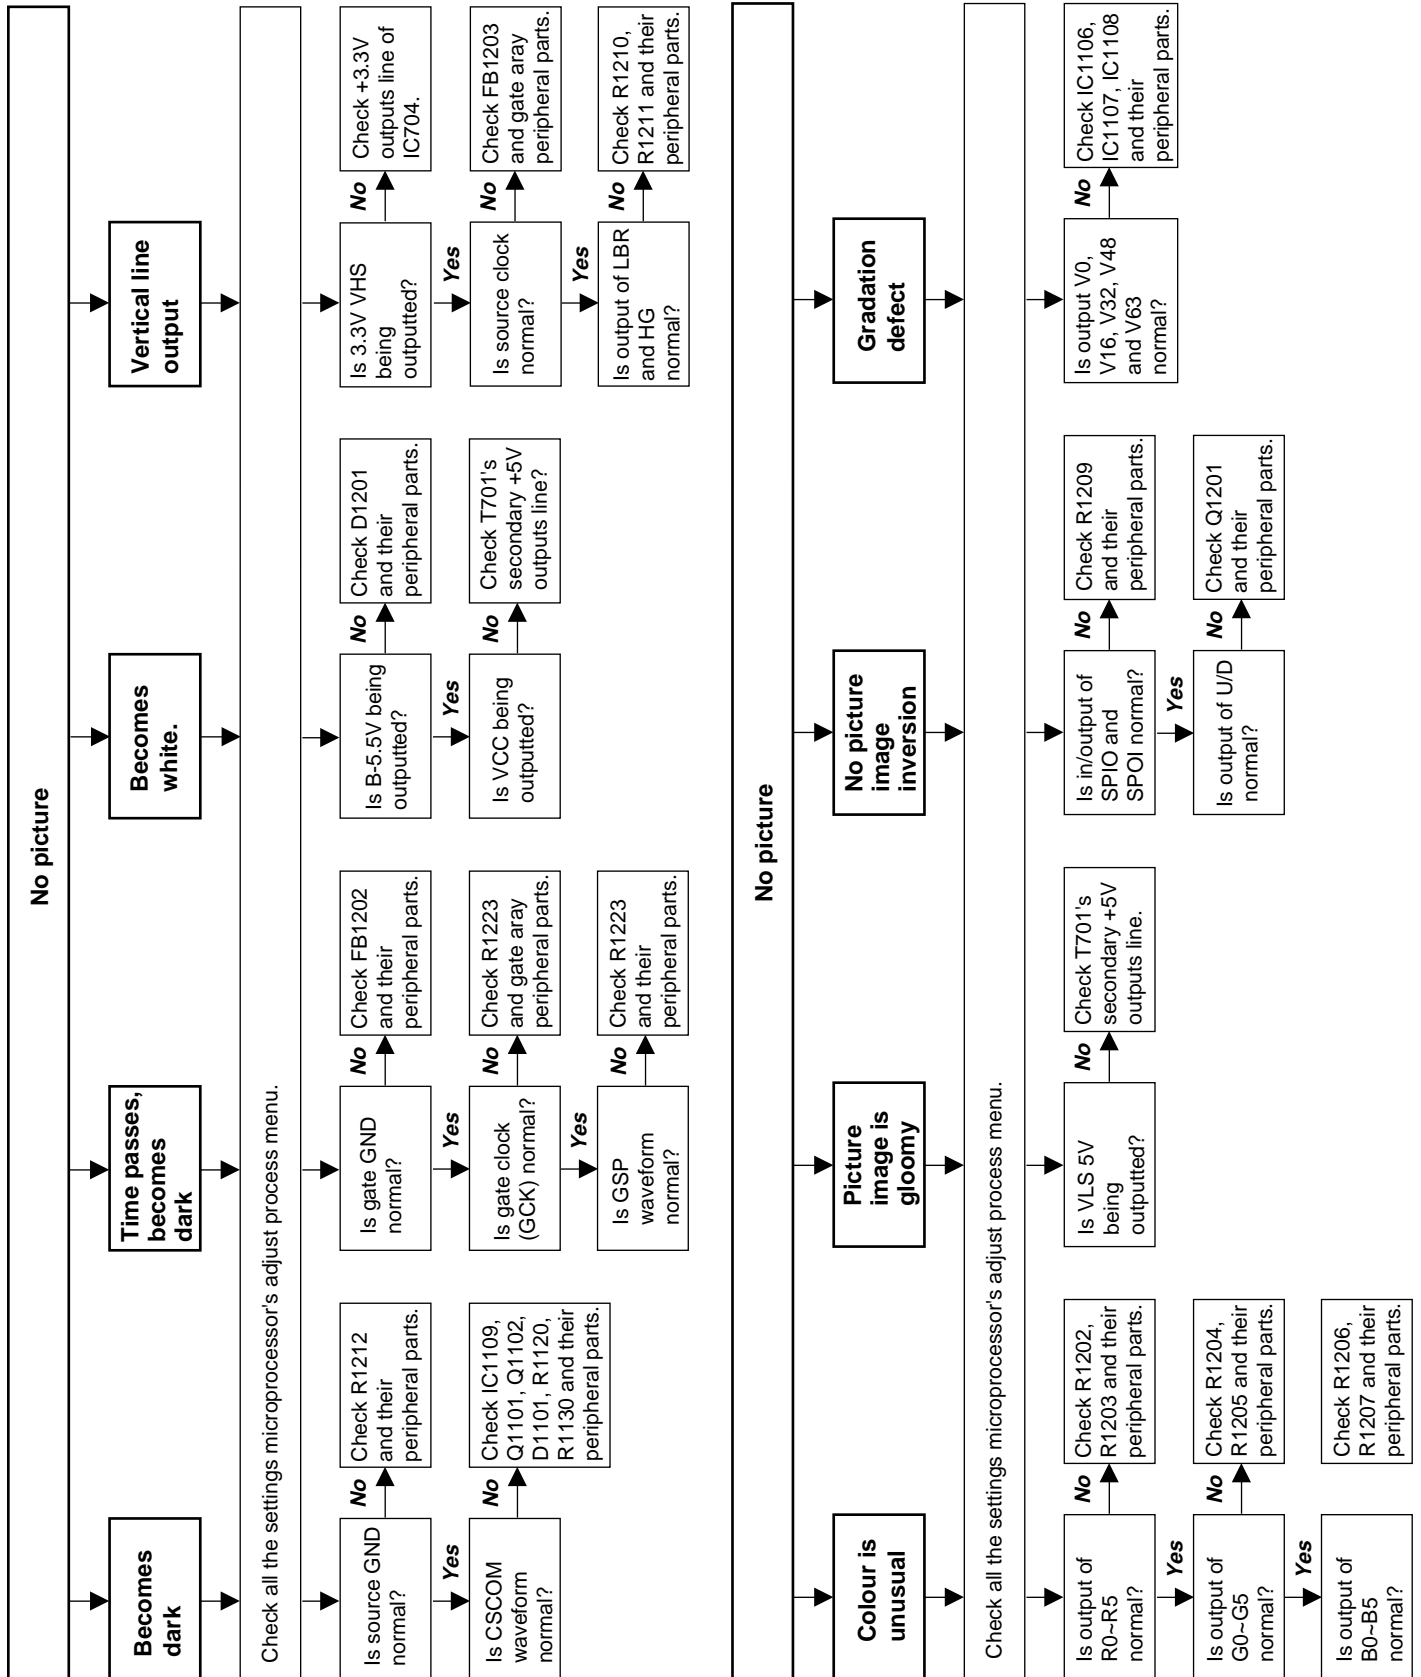 No picture
Becomes
dark
Time passes,
becomes
dark
Becomes
white.
Vertical line
output
Check all the settings microprocessor's adjust process menu.
Is source GND
normal?
No
Check R1212
and their
peripheral parts.
Yes
Is CSCOM
waveform
normal?
No
Check IC1109,
Q1101, Q1102,
D1101, R1120,
R1130 and their
peripheral parts.
Is gate GND
normal?
No
Check FB1202
and their
peripheral parts.
Yes
Is gate clock
(GCK) normal?
No
Check R1223
and gate aray
peripheral parts.
Yes
Is GSP
waveform
normal?
No
Check R1223
and their
peripheral parts.
Is B-5.5V being
outputted?
No
Check D1201
and their
peripheral parts.
Yes
Is VCC being
outputted?
No
Check T701's
secondary +5V
outputs line?
Is 3.3V VHS
being
outputted?
No
Check +3.3V
outputs line of
IC704.
Yes
Is source clock
normal?
No
Check FB1203
and gate aray
peripheral parts.
Yes
Is output of LBR
and HG
normal?
No
Check R1210,
R1211 and their
peripheral parts.
No picture
Colour is
unusual
Picture
image is
gloomy
No picture
image
inversion
Gradation
defect
Check all the settings microprocessor's adjust process menu.
Is output of
R0~R5
normal?
No
Check R1202,
R1203 and their
peripheral parts.
Yes
Is output of
G0~G5
normal?
No
Check R1204,
R1205 and their
peripheral parts.
Yes
Is output of
B0~B5
normal?
Check R1206,
R1207 and their
peripheral parts.
Is VLS 5V
being
outputted?
No
Check T701's
secondary +5V
outputs line.
Is in/output of
SPIO and
SPOI normal?
No
Check R1209
and their
peripheral parts.
Yes
Is output of U/D
normal?
No
Check Q1201
and their
peripheral parts.
Is output V0,
V16, V32, V48
and V63
normal?
No
Check IC1106,
IC1107, IC1108
and their
peripheral parts.